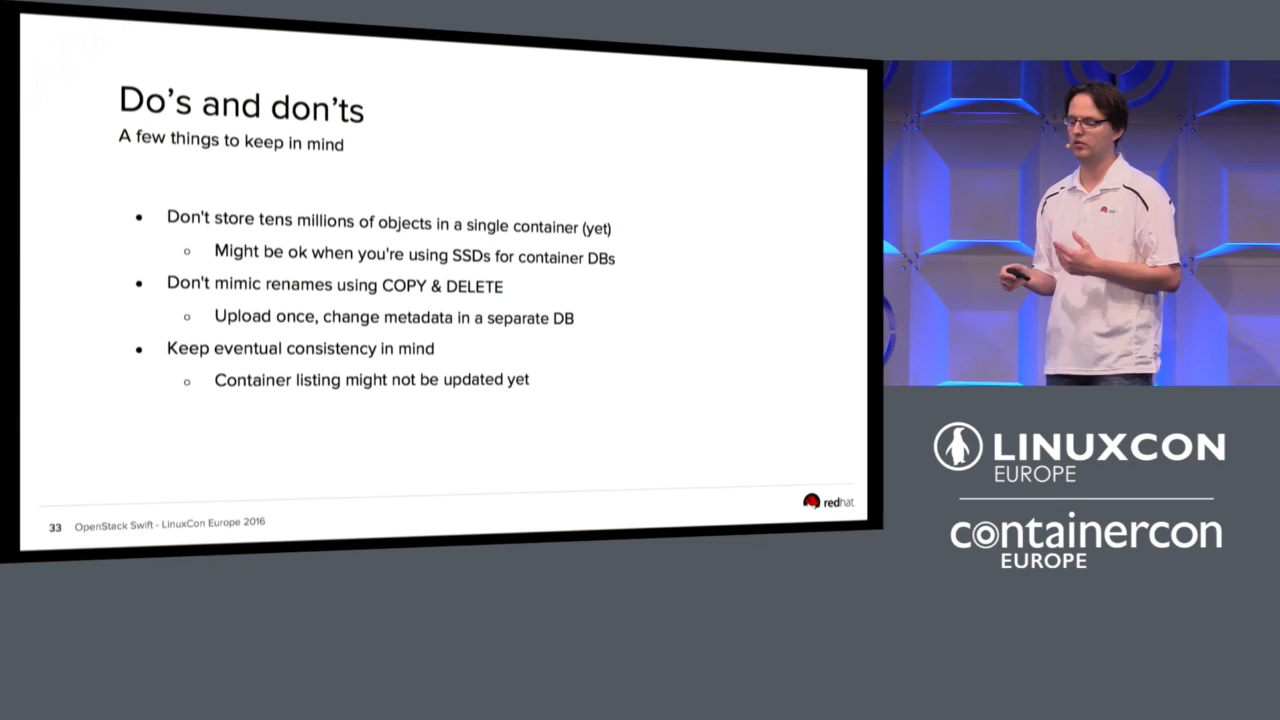 Do's and don'ts
A few things to keep in mind
Don't store tens millions of objects in a single container (yet)
Might be ok when you're using SSDs for container DBs
Don't mimic renames using COPY & DELETE
Upload once, change metadata in a separate DB
Keep eventual consistency in mind
Container listing might not be updated yet
redhat
33 OpenStack Swift - LinuxCon Europe 2016
LINUXCON
EUROPE
containercon
EUROPE